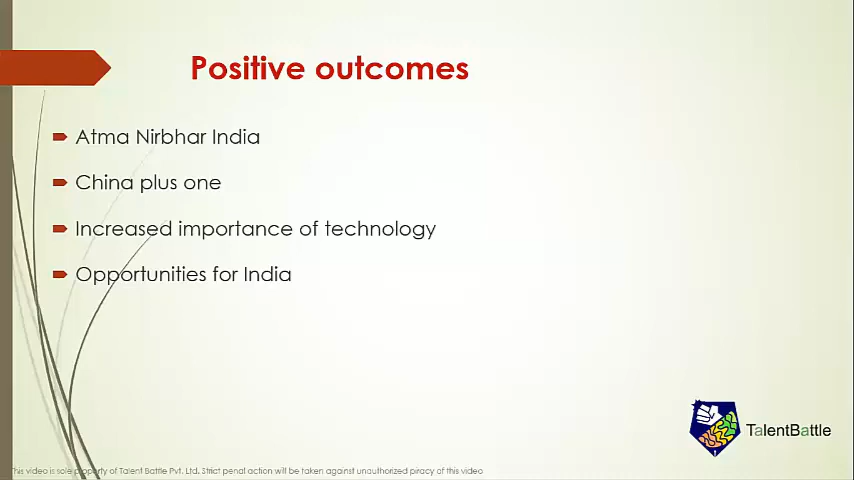 Positive outcomes
Atma Nirbhar India
China plus one
Increased importance of technology
Opportunities for India
TalentBattle
This video is sole property of Talent Battle Pvt. Ltd. Strict penal action will be taken against unauthorized piracy of this video